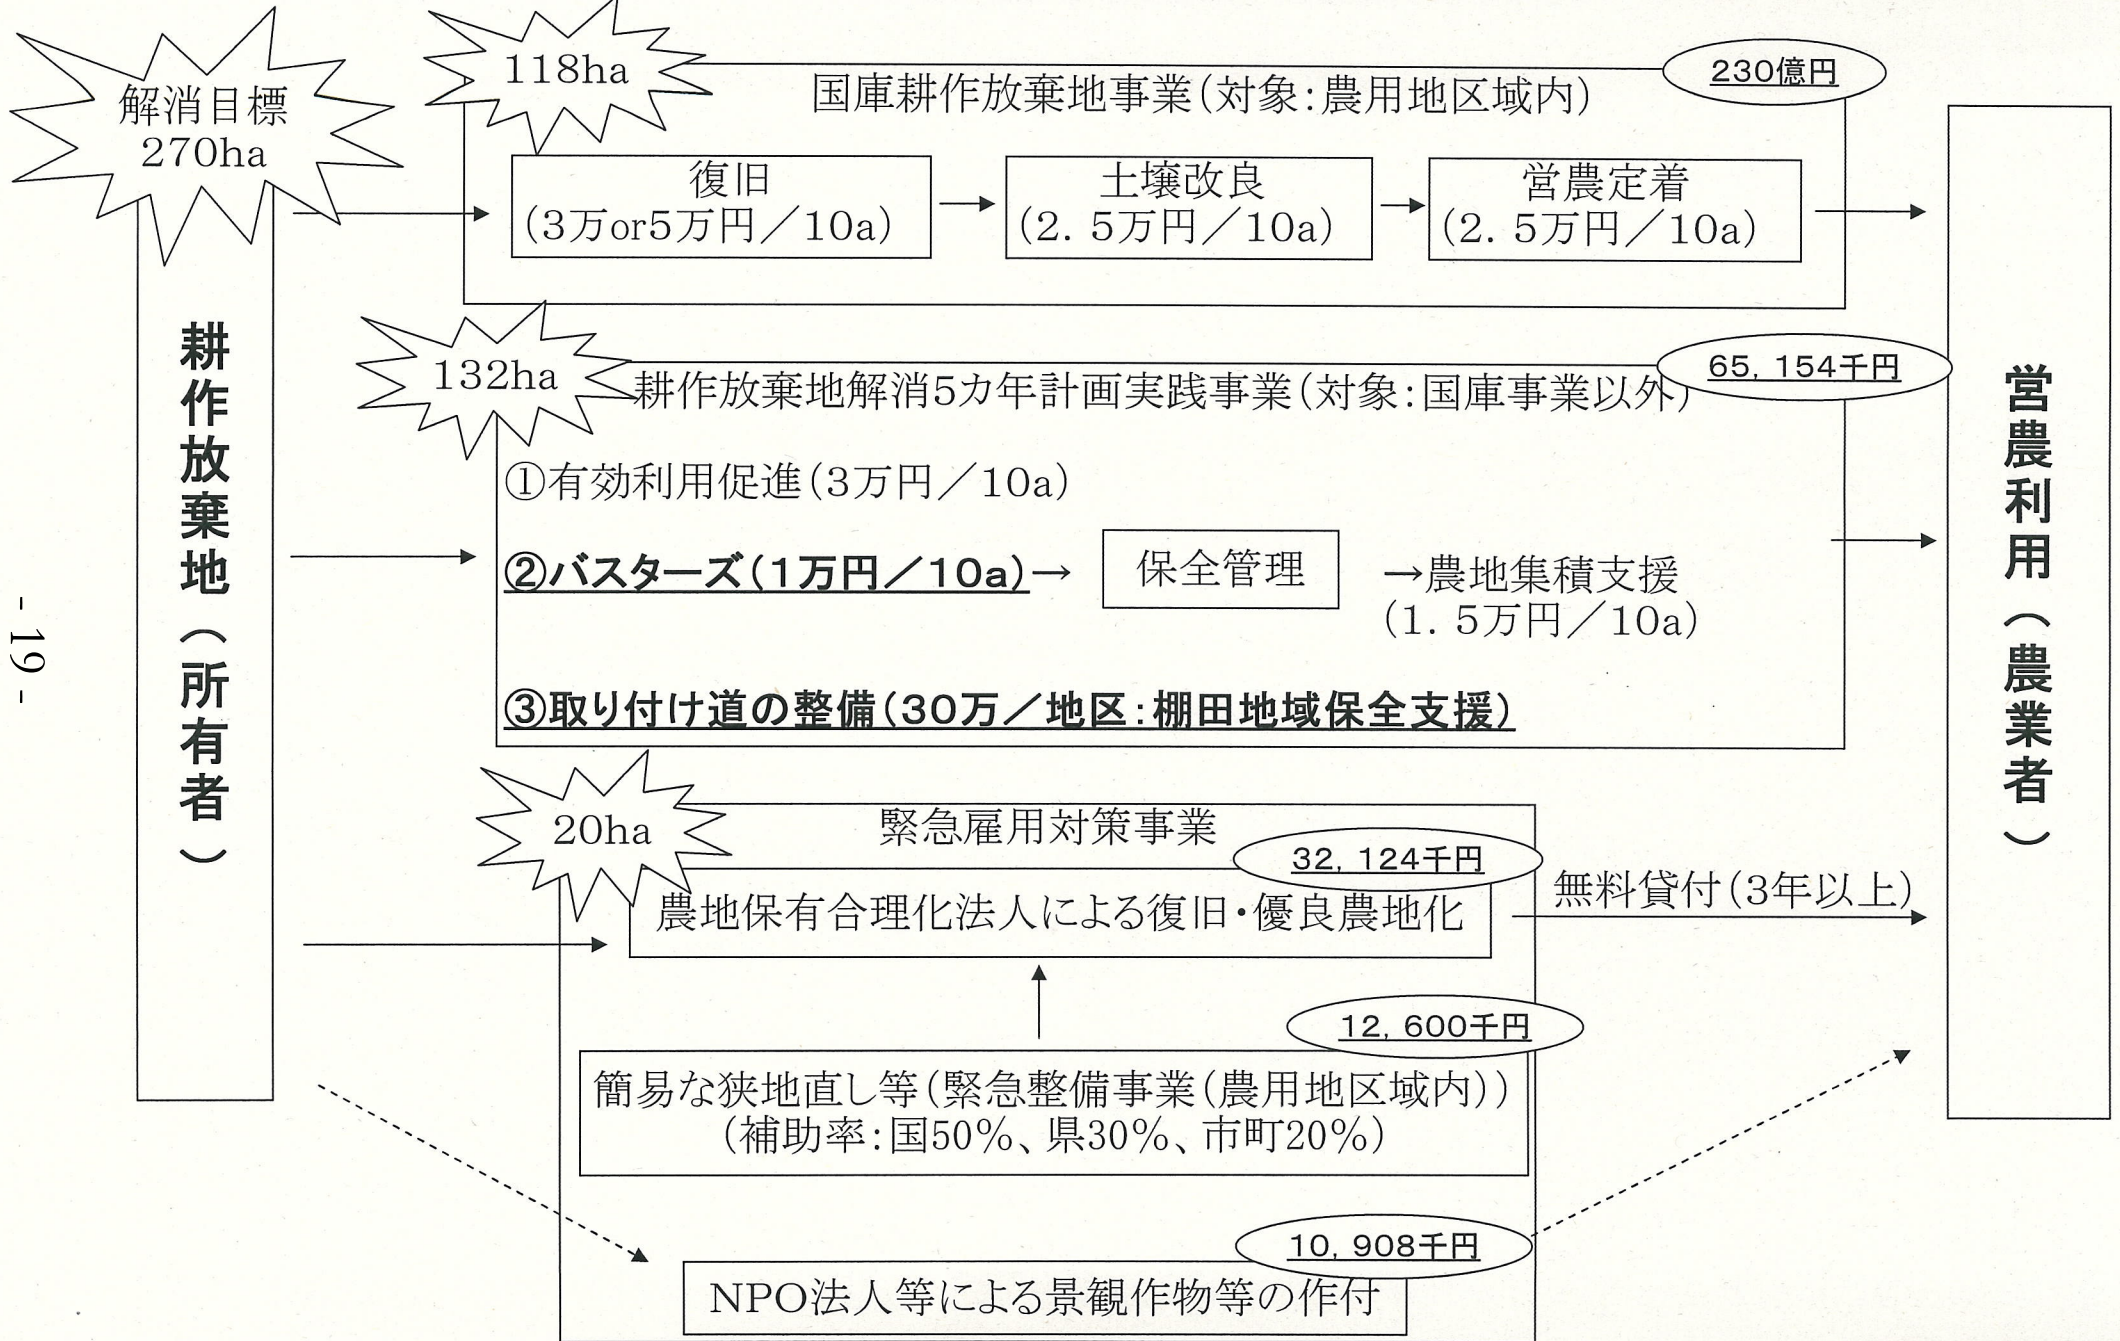 解消目標
270ha
118ha
国庫耕作放棄地事業(対象:農用地区域内)
230億円
復旧
(3万or5万円／10a)
土壌改良
(2．5万円／10a)
営農定着
(2．5万円／10a)
耕作放棄地(所有者)
132ha
耕作放棄地解消5カ年計画実践事業(対象:国庫事業以外)
65，154千円
①有効利用促進(3万円／10a)
②バスターズ(1万円／10a)→
保全管理
→農地集積支援
(1．5万円／10a)
③取り付け道の整備(30万／地区:棚田地域保全支援)
営農利用(農業者)
20ha
緊急雇用対策事業
32，124千円
農地保有合理化法人による復旧・優良農地化
無料貸付(3年以上)
12，600千円
簡易な狭地直し等(緊急整備事業(農用地区域内))
(補助率:国50％、県30％、市町20％)
10，908千円
NPO法人等による景観作物等の作付
- 19 -